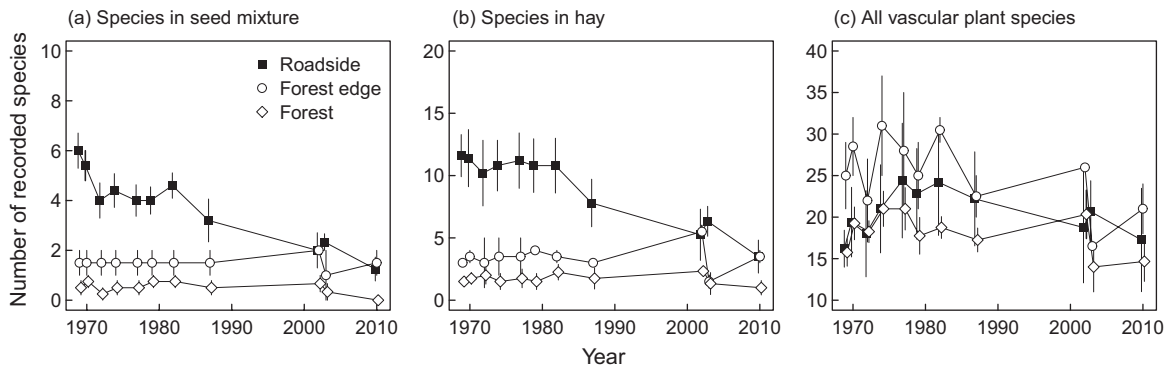 (a) Species in seed mixture
(b) Species in hay
(c) All vascular plant species
Number of recorded species
10
8
6
4
2
0
Roadside
Forest edge
Forest
1970 1980 1990 2000 2010
20
15
10
5
0
1970 1980 1990 2000 2010
40
35
30
25
20
15
10
1970 1980 1990 2000 2010
Year